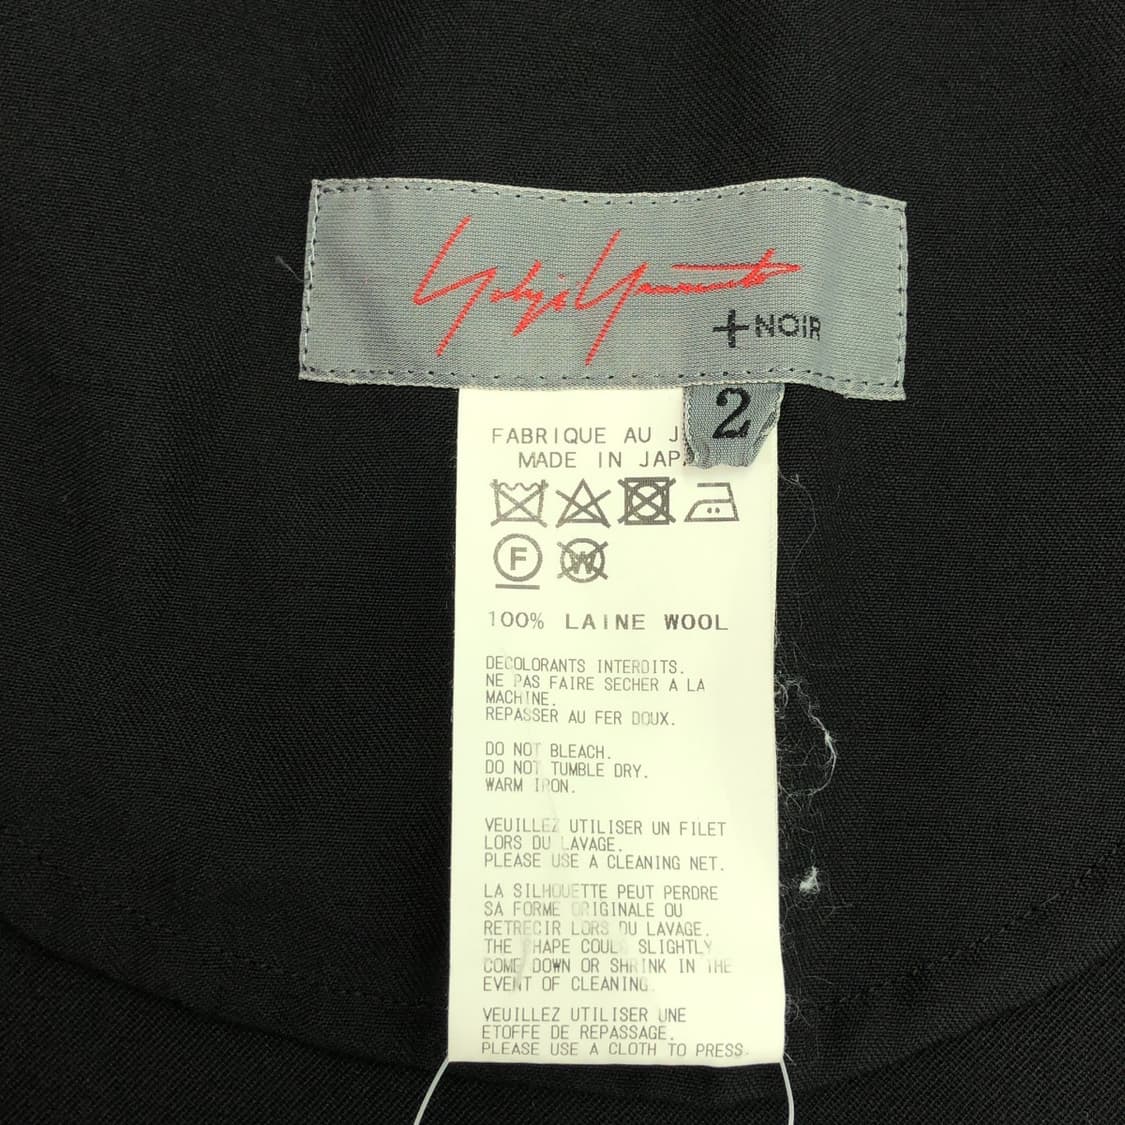 Yohji Yamamoto
+NOIR
2
FABRIQUE AU J
MADE IN JAP
F
W
100% LAINE WOOL
DECOLORANTS INTERDITS.
NE PAS FAIRE SECHER A LA
MACHINE.
REPASSER AU FER DOUX.
DO NOT BLEACH.
DO NOT TUMBLE DRY.
WARM IRON.
VEUILLEZ UTILISER UN FILET
LORS DU LAVAGE.
PLEASE USE A CLEANING NET.
LA SILHOUETTE PEUT PERDRE
SA FORME ORIGINALE OU
RETRECIR LORS DU LAVAGE.
THE SHAPE COULD SLIGHTLY
COME DOWN OR SHRINK IN THE
EVENT OF CLEANING.
VEUILLEZ UTILISER UNE
ETOFFE DE REPASSAGE.
PLEASE USE A CLOTH TO PRESS.